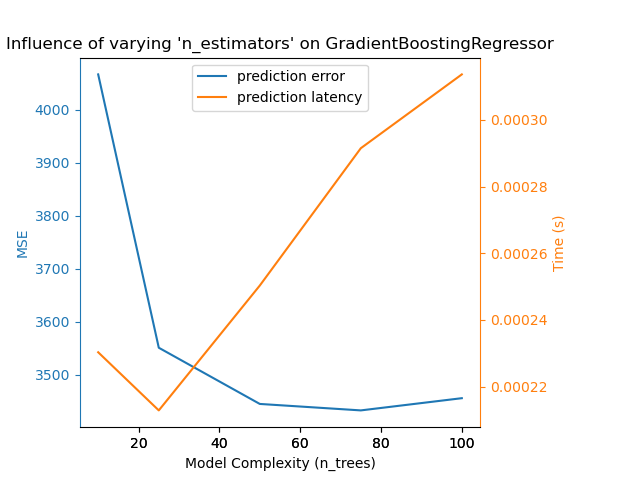 Influence of varying 'n_estimators' on GradientBoostingRegressor
prediction error
prediction latency
MSE
4000
3900
3800
3700
3600
3500
0.00030
0.00028
0.00026
0.00024
0.00022
Time (s)
20 40 60 80 100
Model Complexity (n_trees)